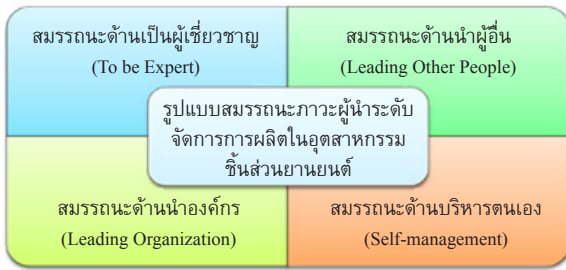 สมรรถนะด้านเป็นผู้เชี่ยวชาญ
(To be Expert)
สมรรถนะด้านนำผู้อื่น
(Leading Other People)
รูปแบบสมรรถนะภาวะผู้นำระดับ
จัดการการผลิตในอุตสาหกรรม
ชิ้นส่วนยานยนต์
สมรรถนะด้านนำองค์กร
(Leading Organization)
สมรรถนะด้านบริหารตนเอง
(Self-management)